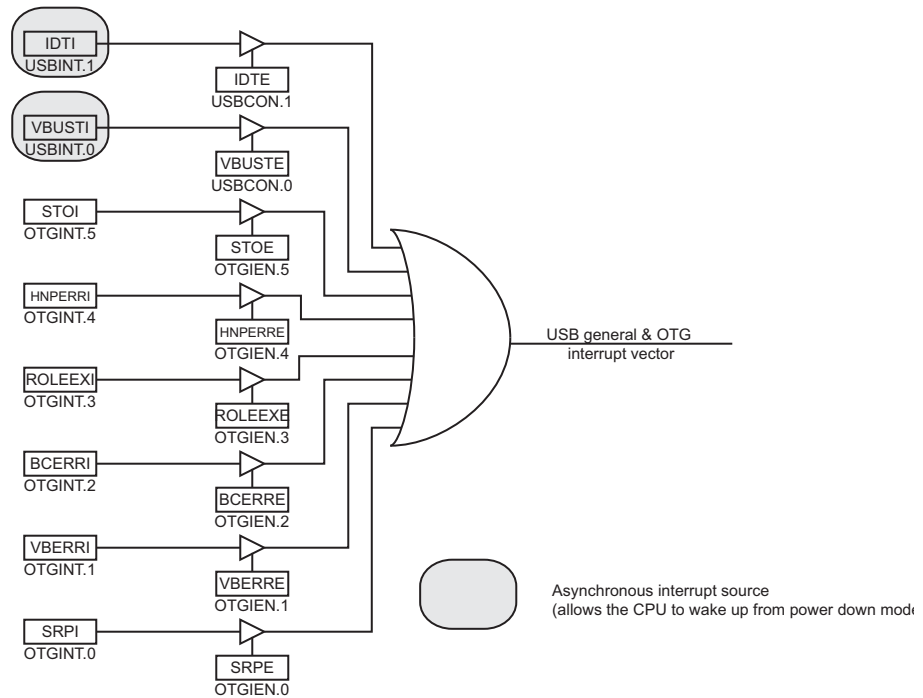 IDTI
USBINT.1
IDTE
USBCON.1
VBUSTI
USBINT.0
VBUSTE
USBCON.0
STOI
OTGINT.5
STOE
OTGIEN.5
HNPERRI
OTGINT.4
HNPERRE
OTGIEN.4
USB general & OTG
interrupt vector
ROLEEXI
OTGINT.3
ROLEEXE
OTGIEN.3
BCERRI
OTGINT.2
BCERRE
OTGIEN.2
VBERRI
OTGINT.1
VBERRE
OTGIEN.1
Asynchronous interrupt source
(allows the CPU to wake up from power down mode
SRPI
OTGINT.0
SRPE
OTGIEN.0